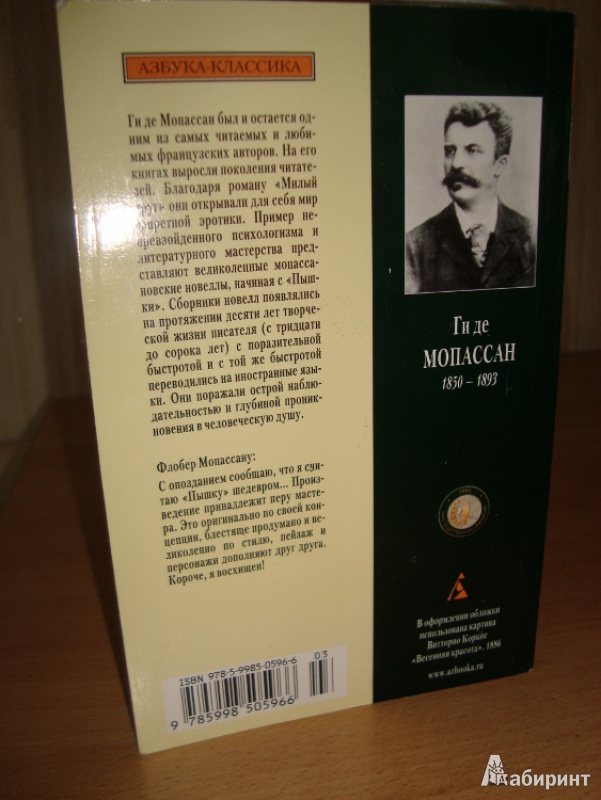 АЗБУКА-КЛАССИКА
Ги де Мопассан был и остается од-
ним из самых читаемых и люби-
мых французских авторов. На его
книгах выросли поколения читате-
лей. Благодаря роману «Милый
друг» они открывали для себя мир
запретной эротики. Пример не-
превзойденного психологизма и
литературного мастерства пред-
ставляют великолепные мопасса-
новские новеллы, начиная с «Пыш-
ки». Сборники новелл появлялись
на протяжении десяти лет творче-
ской жизни писателя (с тридцати
до сорока лет) с поразительной
быстротой и с той же быстротой
переводились на иностранные язы-
ки. Они поражали острой наблю-
дательностью и глубиной проник-
новения в человеческую душу.
Флобер Мопассану:
С опозданием сообщаю, что я счи-
таю «Пышку» шедевром... Произ-
ведение принадлежит перу масте-
ра. Это оригинально по своей кон-
цепции, блестяще продумано и ве-
ликолепно по стилю, пейзаж и
персонажи дополняют друг друга.
Короче, я восхищен!
ISBN 978-5-9985-0596-6
03
9 785998 505966
Ги де
МОПАССАН
1850 – 1893
В оформлении обложки
использована картина
Витторио Коркос
«Весенняя красота». 1886
www.azbooka.ru
Лабиринт